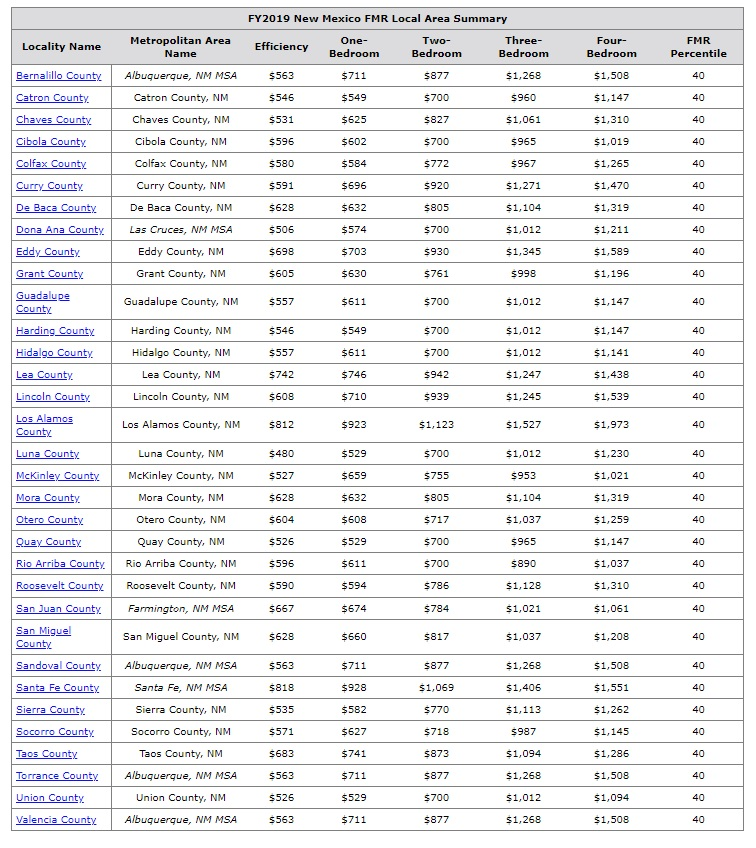 FY2019 New Mexico FMR Local Area Summary
Locality Name Metropolitan Area Name Efficiency One-Bedroom Two-Bedroom Three-Bedroom Four-Bedroom FMR Percentile
Bernalillo County Albuquerque, NM MSA $563 $711 $877 $1,268 $1,508 40
Catron County Catron County, NM $546 $549 $700 $960 $1,147 40
Chaves County Chaves County, NM $531 $625 $827 $1,061 $1,310 40
Cibola County Cibola County, NM $596 $602 $700 $965 $1,019 40
Colfax County Colfax County, NM $580 $584 $772 $967 $1,265 40
Curry County Curry County, NM $591 $696 $920 $1,271 $1,470 40
De Baca County De Baca County, NM $628 $632 $805 $1,104 $1,319 40
Dona Ana County Las Cruces, NM MSA $506 $574 $700 $1,012 $1,211 40
Eddy County Eddy County, NM $698 $703 $930 $1,345 $1,589 40
Grant County Grant County, NM $605 $630 $761 $998 $1,196 40
Guadalupe County Guadalupe County, NM $557 $611 $700 $1,012 $1,147 40
Harding County Harding County, NM $546 $549 $700 $1,012 $1,147 40
Hidalgo County Hidalgo County, NM $557 $611 $700 $1,012 $1,141 40
Lea County Lea County, NM $742 $746 $942 $1,247 $1,438 40
Lincoln County Lincoln County, NM $608 $710 $939 $1,245 $1,539 40
Los Alamos County Los Alamos County, NM $812 $923 $1,123 $1,527 $1,973 40
Luna County Luna County, NM $480 $529 $700 $1,012 $1,230 40
McKinley County McKinley County, NM $527 $659 $755 $953 $1,021 40
Mora County Mora County, NM $628 $632 $805 $1,104 $1,319 40
Otero County Otero County, NM $604 $608 $717 $1,037 $1,259 40
Quay County Quay County, NM $526 $529 $700 $965 $1,147 40
Rio Arriba County Rio Arriba County, NM $596 $611 $700 $890 $1,037 40
Roosevelt County Roosevelt County, NM $590 $594 $786 $1,128 $1,310 40
San Juan County Farmington, NM MSA $667 $674 $784 $1,021 $1,061 40
San Miguel County San Miguel County, NM $628 $660 $817 $1,037 $1,208 40
Sandoval County Albuquerque, NM MSA $563 $711 $877 $1,268 $1,508 40
Santa Fe County Santa Fe, NM MSA $818 $928 $1,069 $1,406 $1,551 40
Sierra County Sierra County, NM $535 $582 $770 $1,113 $1,262 40
Socorro County Socorro County, NM $571 $627 $718 $987 $1,145 40
Taos County Taos County, NM $683 $741 $873 $1,094 $1,286 40
Torrance County Albuquerque, NM MSA $563 $711 $877 $1,268 $1,508 40
Union County Union County, NM $526 $529 $700 $1,012 $1,094 40
Valencia County Albuquerque, NM MSA $563 $711 $877 $1,268 $1,508 40